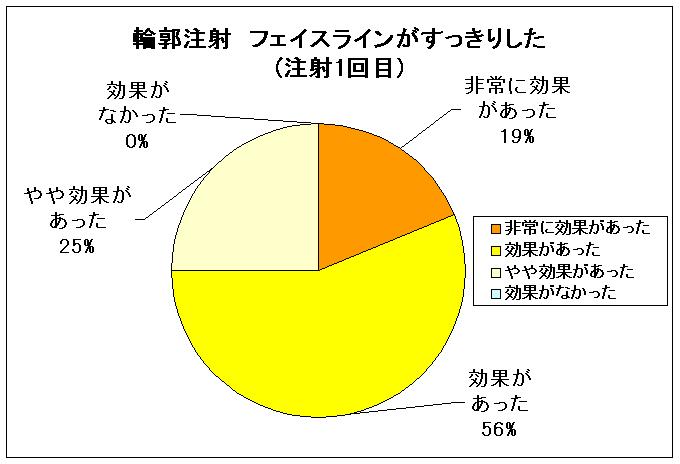 輪郭注射　フェイスラインがすっきりした
（注射1回目）
効果が
なかった
0%
非常に効果
があった
19%
やや効果が
あった
25%
非常に効果があった
効果があった
やや効果があった
効果がなかった
効果が
あった
56%